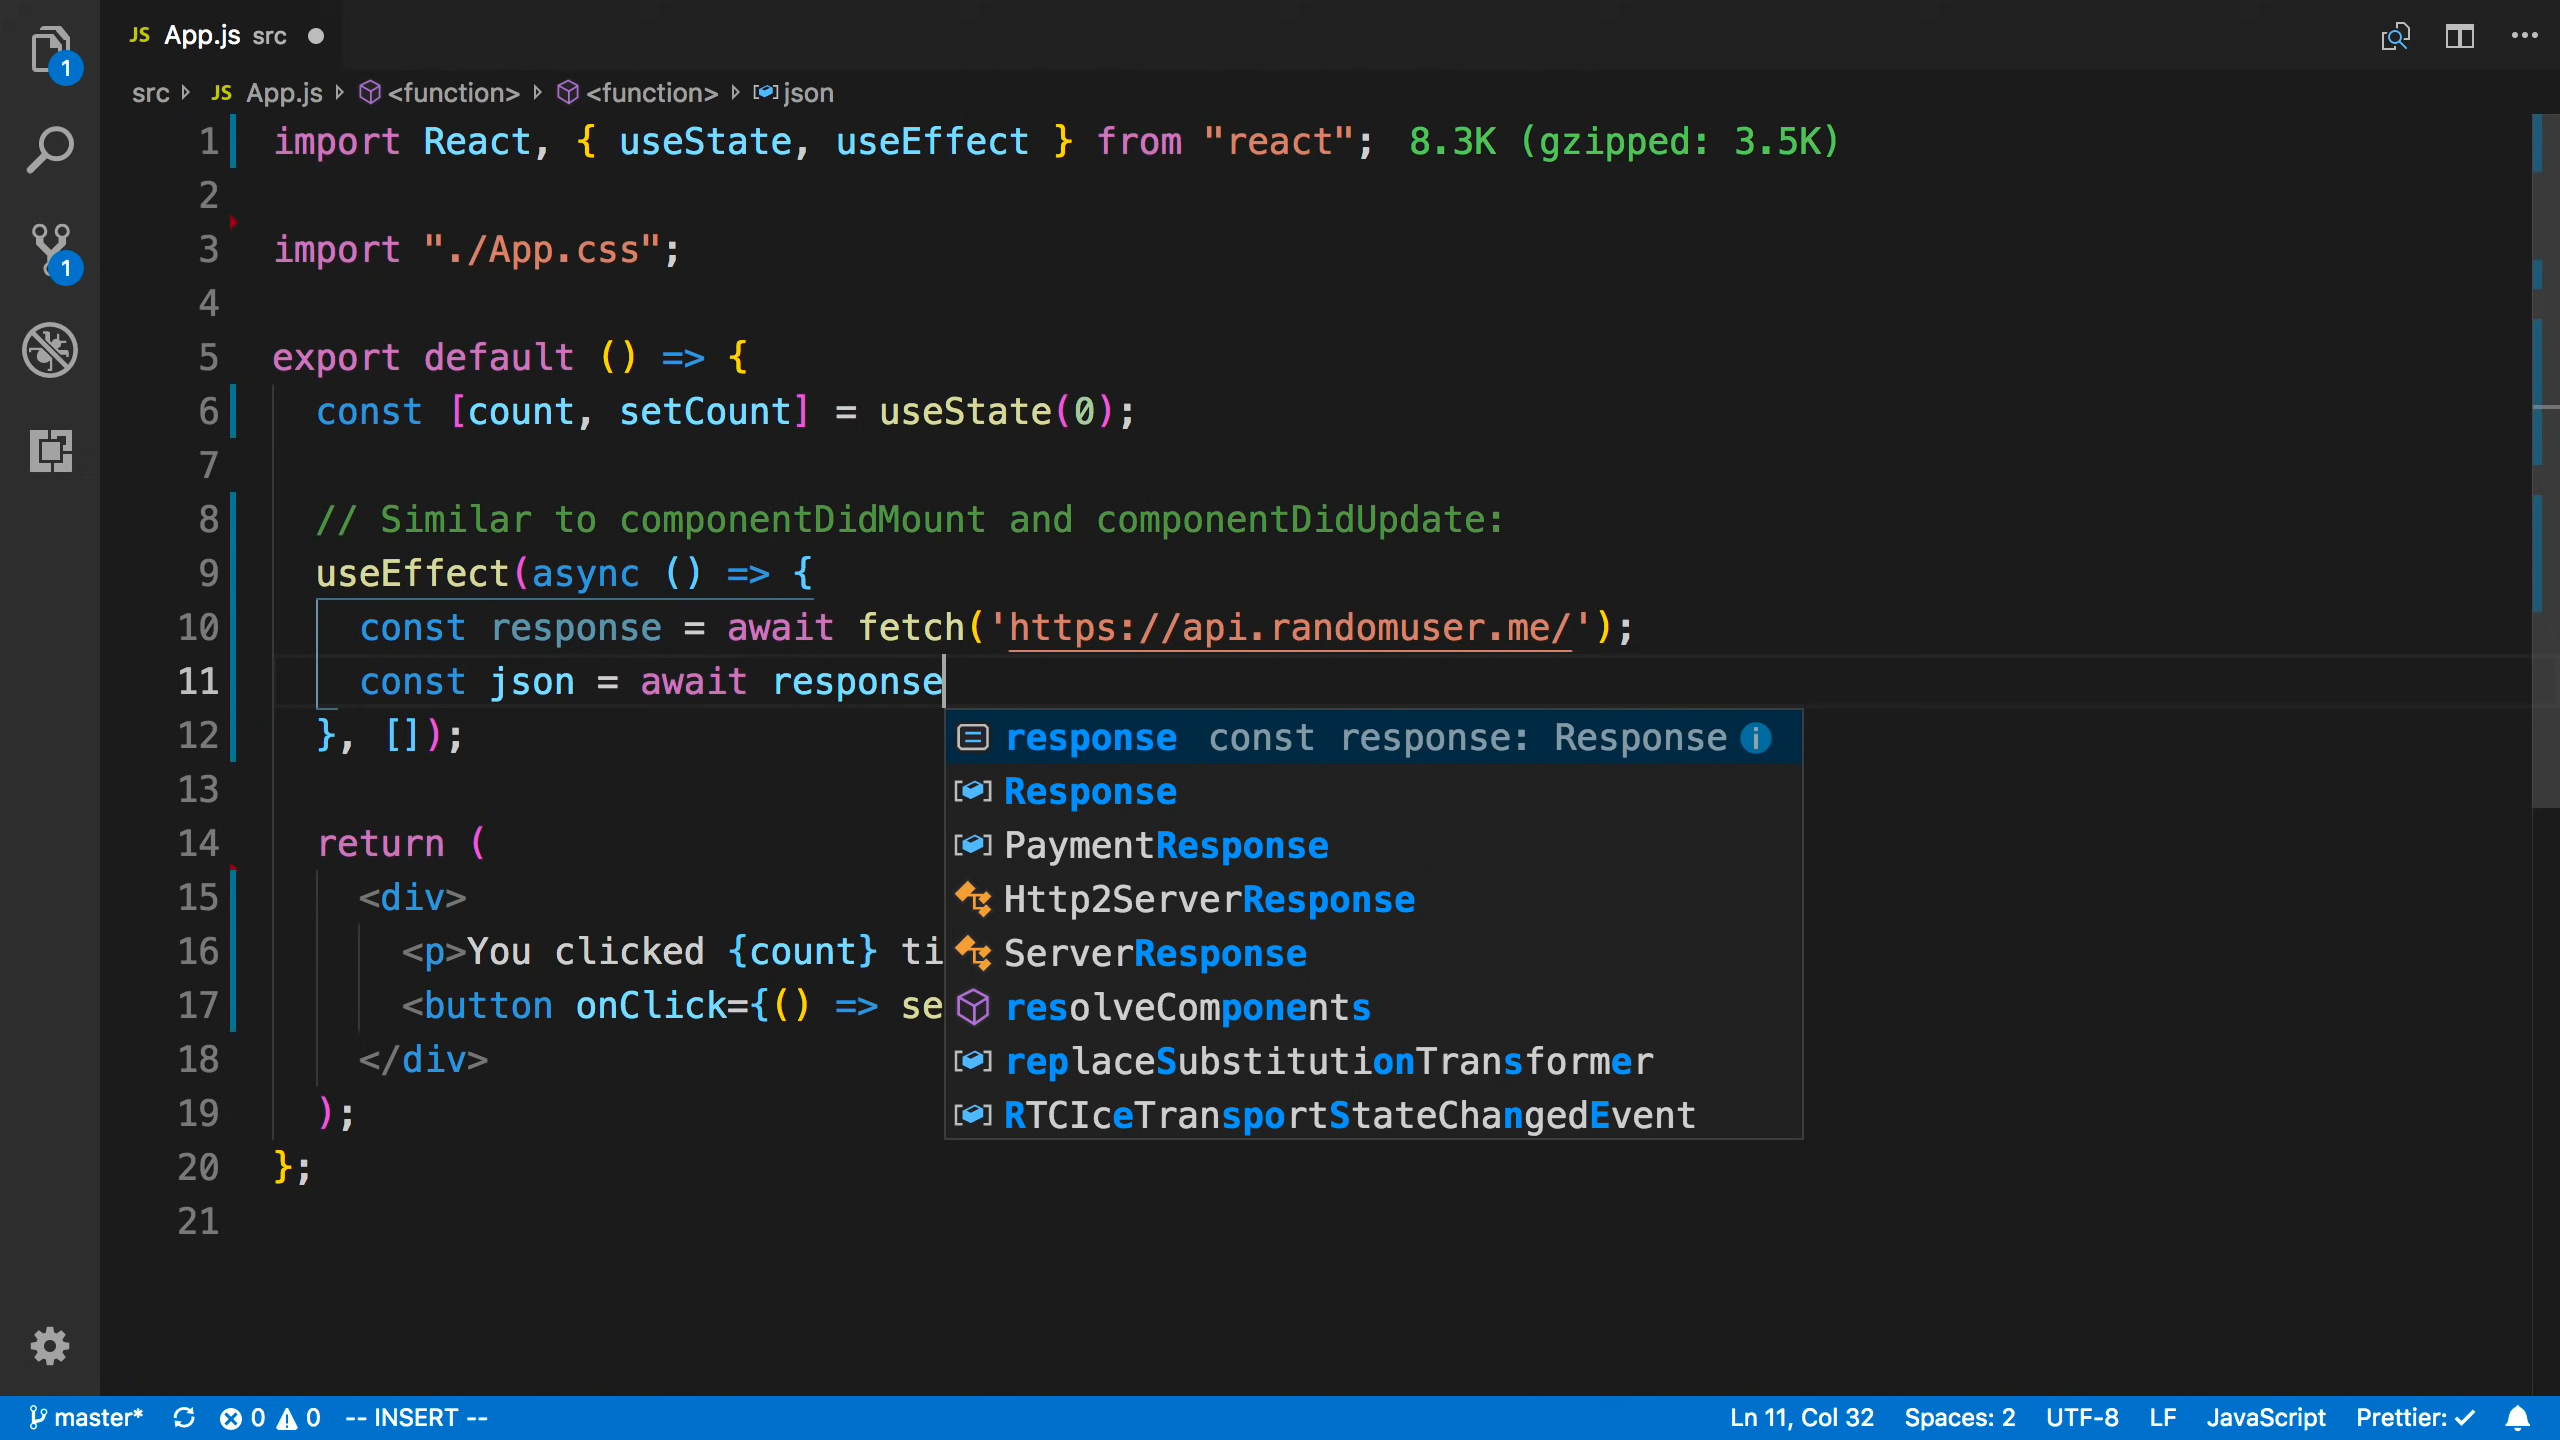 JS App.js src
1
src JS App.js <function> <function> json
1 import React, { useState, useEffect } from "react"; 8.3K (gzipped: 3.5K)
2
3 import "./App.css";
1
4
5 export default () => {
6 const [count, setCount] = useState(0);
7
8 // Similar to componentDidMount and componentDidUpdate:
9 useEffect(async () => {
10 const response = await fetch('https://api.randomuser.me/');
11 const json = await response
12 }, []);
response const response: Response i
13
Response
14 return (
PaymentResponse
15 <div>
Http2ServerResponse
16 <p>You clicked {count} ti
ServerResponse
17 <button onClick={() => se
resolveComponents
18 </div>
replaceSubstitutionTransformer
19 );
RTCIceTransportStateChangedEvent
20 };
21
master* 0 0 -- INSERT -- Ln 11, Col 32 Spaces: 2 UTF-8 LF JavaScript Prettier: ✓